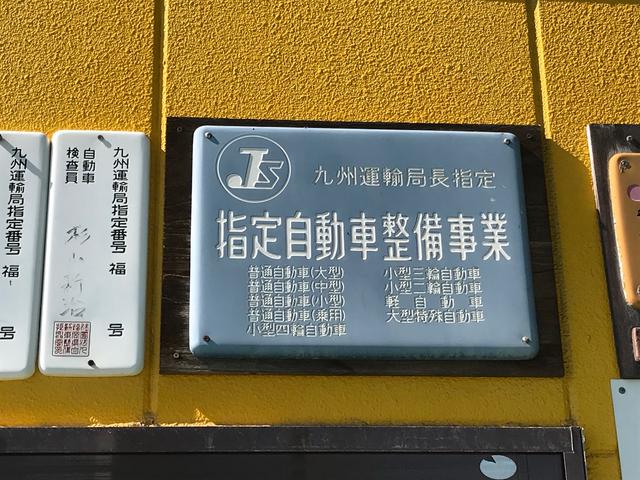 九州運輸局指定番号 福
号
自動車
検査員
九州運輸局指定番号 福 号
JS
九州運輸局長指定
指定自動車整備事業
普通自動車(大型)
普通自動車(中型)
普通自動車(小型)
普通自動車(乗用)
小型四輪自動車
小型三輪自動車
小型二輪自動車
軽自動車
大型特殊自動車